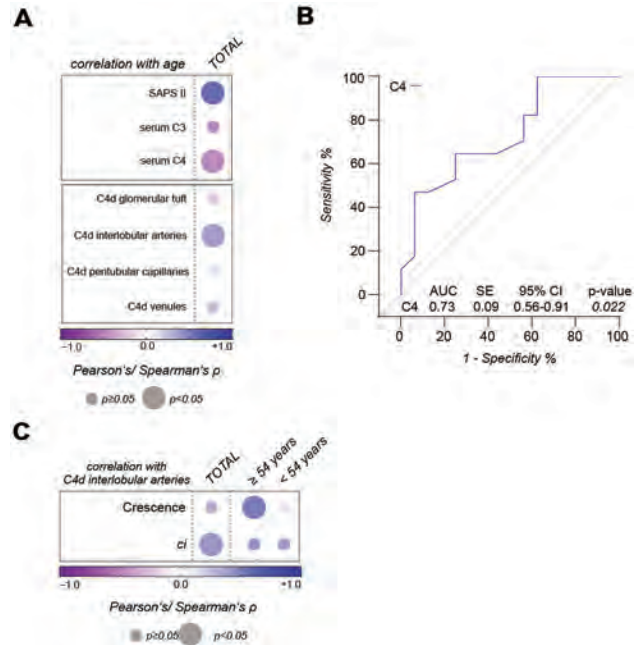 A
correlation with age
TOTAL
SAPS II
serum C3
serum C4
C4d glomerular tuft
C4d interlobular arteries
C4d peritubular capillaries
C4d venules
−1.0 0.0 +1.0
Pearson's/ Spearman's ρ
p≥0.05 p<0.05
B
C4
100
80
60
40
20
0
Sensitivity %
AUC SE 95% CI p-value
C4 0.73 0.09 0.56-0.91 0.022
0 20 40 60 80 100
1 - Specificity %
C
correlation with
C4d interlobular arteries
TOTAL
≥ 54 years
< 54 years
Crescence
ci
−1.0 0.0 +1.0
Pearson's/ Spearman's ρ
p≥0.05 p<0.05